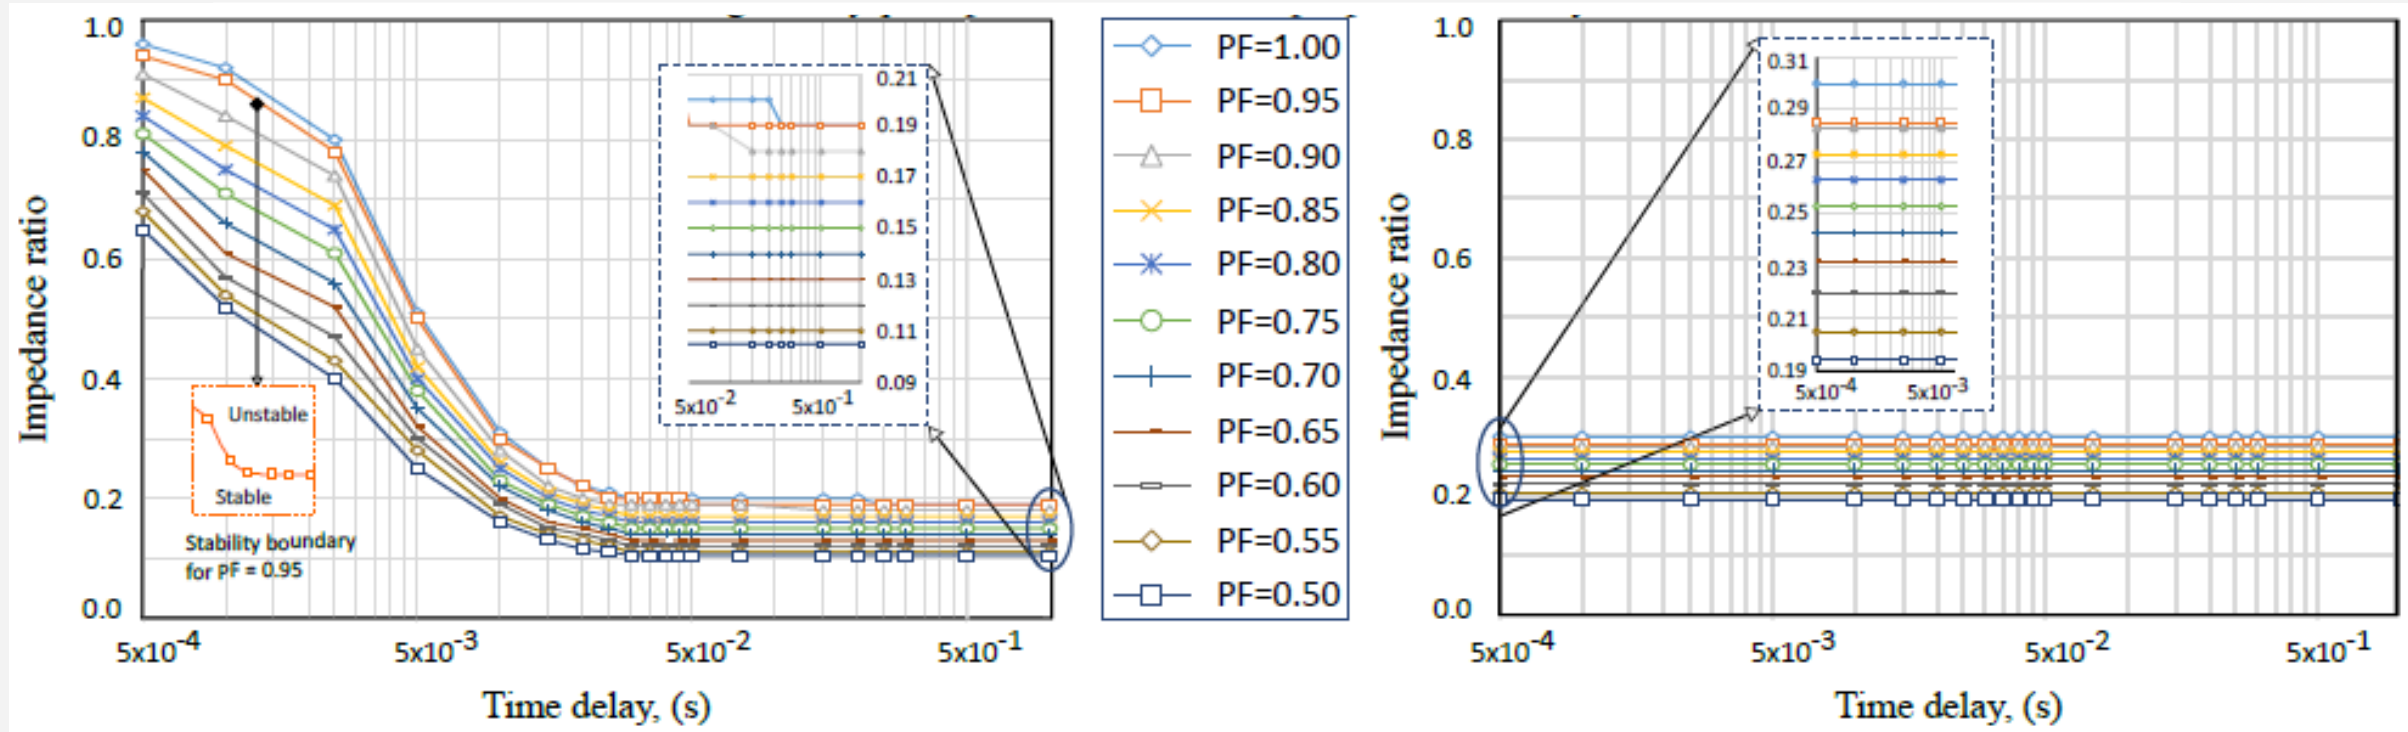 Impedance ratio
1.0
0.8
0.6
0.4
0.2
0.0
5x10-4
5x10-3
5x10-2
5x10-1
Time delay, (s)
Unstable
Stable
Stability boundary
for PF = 0.95
0.21
0.19
0.17
0.15
0.13
0.11
0.09
5x10-2
5x10-1
PF=1.00
PF=0.95
PF=0.90
PF=0.85
PF=0.80
PF=0.75
PF=0.70
PF=0.65
PF=0.60
PF=0.55
PF=0.50
Impedance ratio
1.0
0.8
0.6
0.4
0.2
0.0
5x10-4
5x10-3
5x10-2
5x10-1
Time delay, (s)
0.31
0.29
0.27
0.25
0.23
0.21
0.19
5x10-4
5x10-3